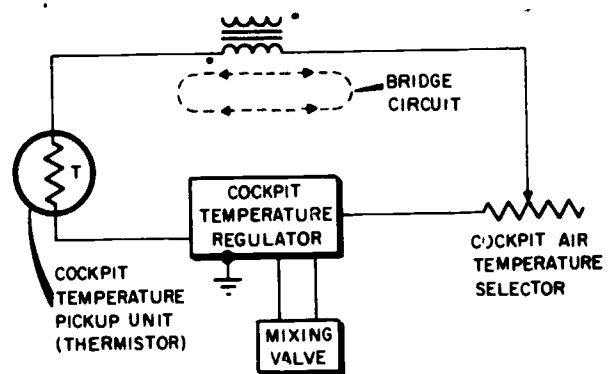 BRIDGE
CIRCUIT
T
COCKPIT
TEMPERATURE
REGULATOR
COCKPIT AIR
TEMPERATURE
SELECTOR
COCKPIT
TEMPERATURE
PICKUP UNIT
(THERMISTOR)
MIXING
VALVE